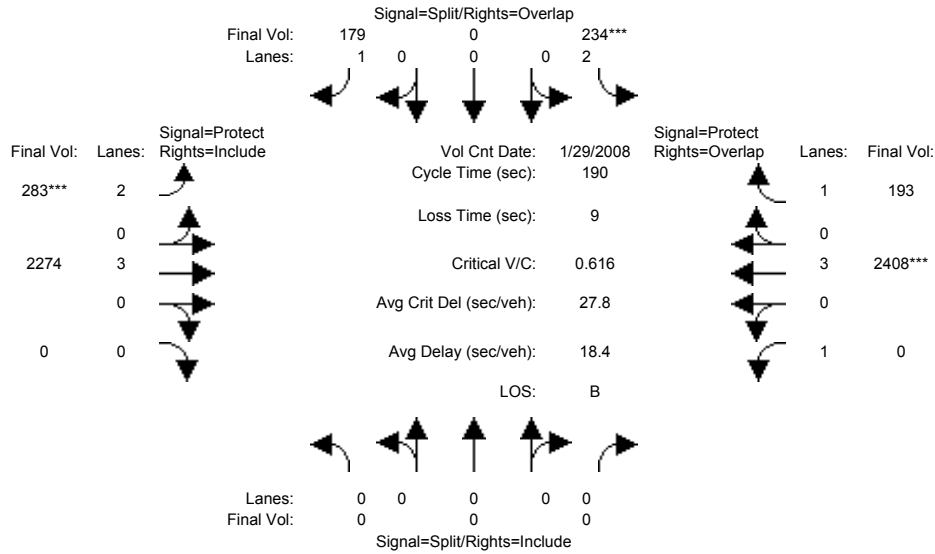 Signal=Split/Rights=Overlap
Final Vol: 179 0 234***
Lanes: 1 0 0 0 2
Signal=Protect Signal=Protect
Final Vol: Lanes: Rights=Include Vol Cnt Date: 1/29/2008 Rights=Overlap Lanes: Final Vol:
Cycle Time (sec): 190
283*** 2 1 193
Loss Time (sec): 9
0 0
2274 3 Critical V/C: 0.616 3 2408***
0 Avg Crit Del (sec/veh): 27.8 0
0 0 Avg Delay (sec/veh): 18.4 1 0
LOS: B
Lanes: 0 0 0 0 0
Final Vol: 0 0 0
Signal=Split/Rights=Include